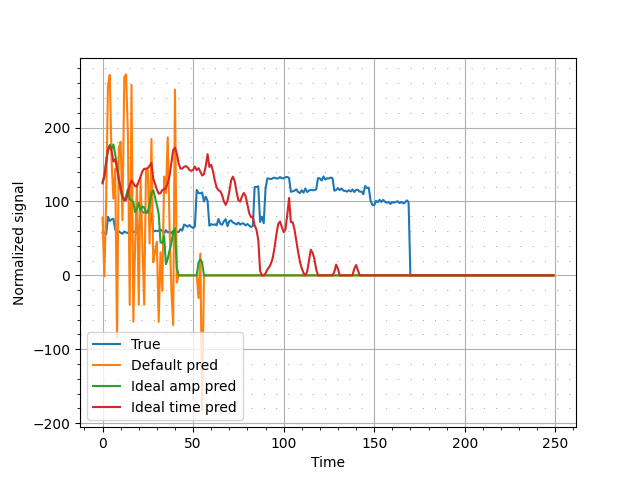 Normalized signal
200
100
0
−100
−200
True
Default pred
Ideal amp pred
Ideal time pred
0 50 100 150 200 250
Time